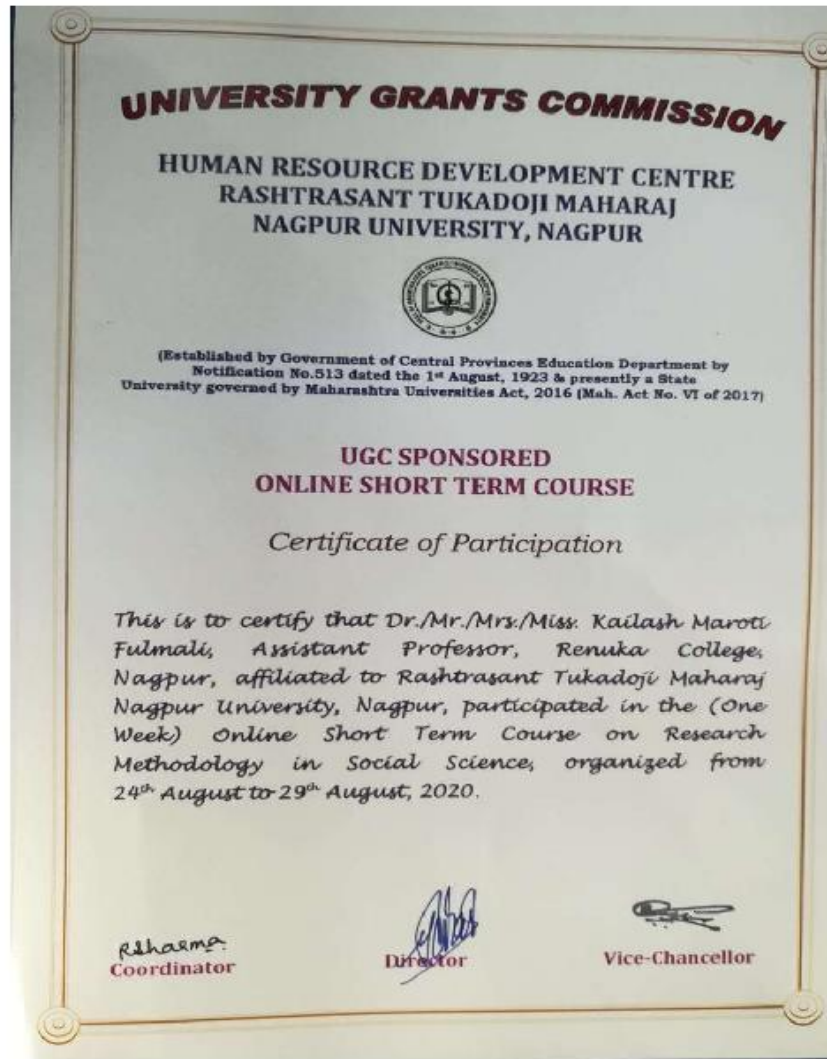 UNIVERSITY GRANTS COMMISSION
HUMAN RESOURCE DEVELOPMENT CENTRE
RASHTRASANT TUKADOJI MAHARAJ
NAGPUR UNIVERSITY, NAGPUR
(Established by Government of Central Provinces Education Department by
Notification No.513 dated the 1st August, 1923 & presently a State
University governed by Maharashtra Universities Act, 2016 (Mah. Act No. VI of 2017)
UGC SPONSORED
ONLINE SHORT TERM COURSE
Certificate of Participation
This is to certify that Dr./Mr./Mrs./Miss. Kailash Maroti
Fulmali, Assistant Professor, Renuka College,
Nagpur, affiliated to Rashtrasant Tukadoji Maharaj
Nagpur University, Nagpur, participated in the (One
Week) Online Short Term Course on Research
Methodology in Social Science, organized from
24th August to 29th August, 2020.
RSharma
Coordinator
Director
Vice-Chancellor